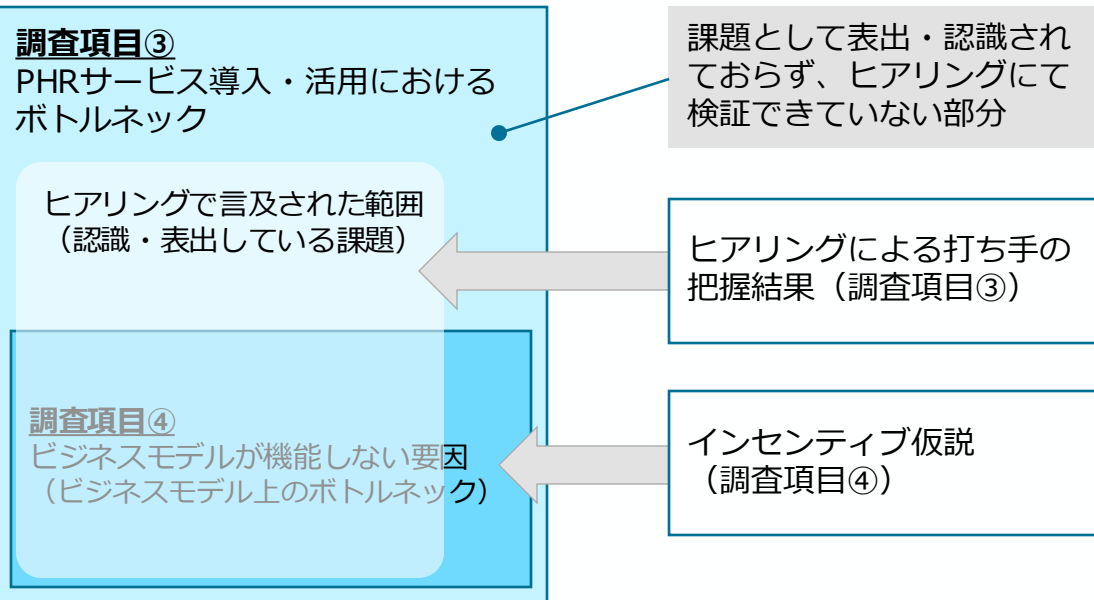 調査項目③
PHRサービス導入・活用における
ボトルネック
ヒアリングで言及された範囲
（認識・表出している課題）
調査項目④
ビジネスモデルが機能しない要因
（ビジネスモデル上のボトルネック）
課題として表出・認識され
ておらず、ヒアリングにて
検証できていない部分
ヒアリングによる打ち手の
把握結果（調査項目③）
インセンティブ仮説
（調査項目④）